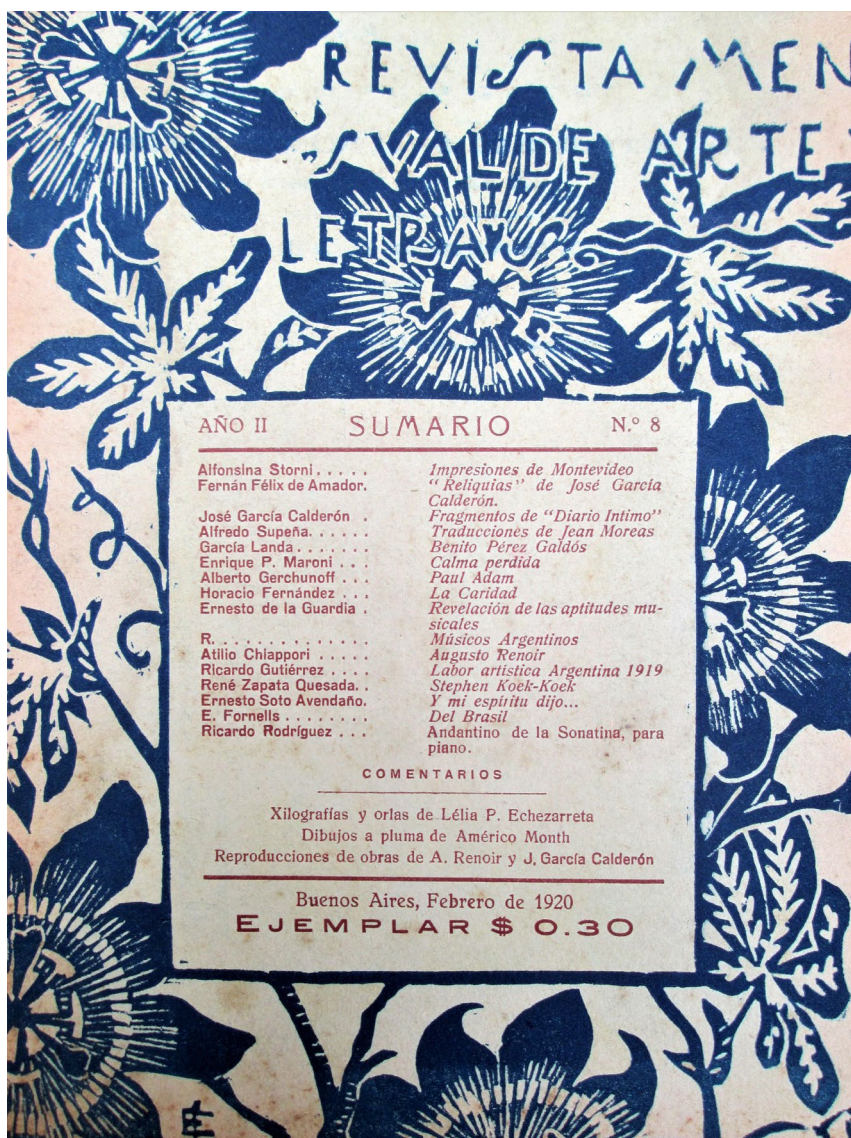 REVISTA MEN
SVAL DE ARTE Y
LETRAS
AÑO II SUMARIO N.º 8
Alfonsina Storni . . . . . Impresiones de Montevideo
Fernán Félix de Amador. "Reliquias" de José García
Calderón.
José García Calderón . Fragmentos de "Diario Intimo"
Alfredo Supeña. . . . . . Traducciones de Jean Moreas
García Landa . . . . . . . Benito Pérez Galdós
Enrique P. Maroni . . . Calma perdida
Alberto Gerchunoff . . . Paul Adam
Horacio Fernández . . . La Caridad
Ernesto de la Guardia . Revelación de las aptitudes mu-
sicales
R. . . . . . . . . . . . . . Músicos Argentinos
Atilio Chiappori . . . . . Augusto Renoir
Ricardo Gutiérrez . . . . Labor artistica Argentina 1919
René Zapata Quesada. . Stephen Koek-Koek
Ernesto Soto Avendaño. Y mi espíritu dijo...
E. Fornells . . . . . . . . Del Brasil
Ricardo Rodríguez . . . Andantino de la Sonatina, para
piano.
COMENTARIOS
Xilografías y orlas de Lélia P. Echezarreta
Dibujos a pluma de Américo Month
Reproducciones de obras de A. Renoir y J. García Calderón
Buenos Aires, Febrero de 1920
EJEMPLAR $ 0.30